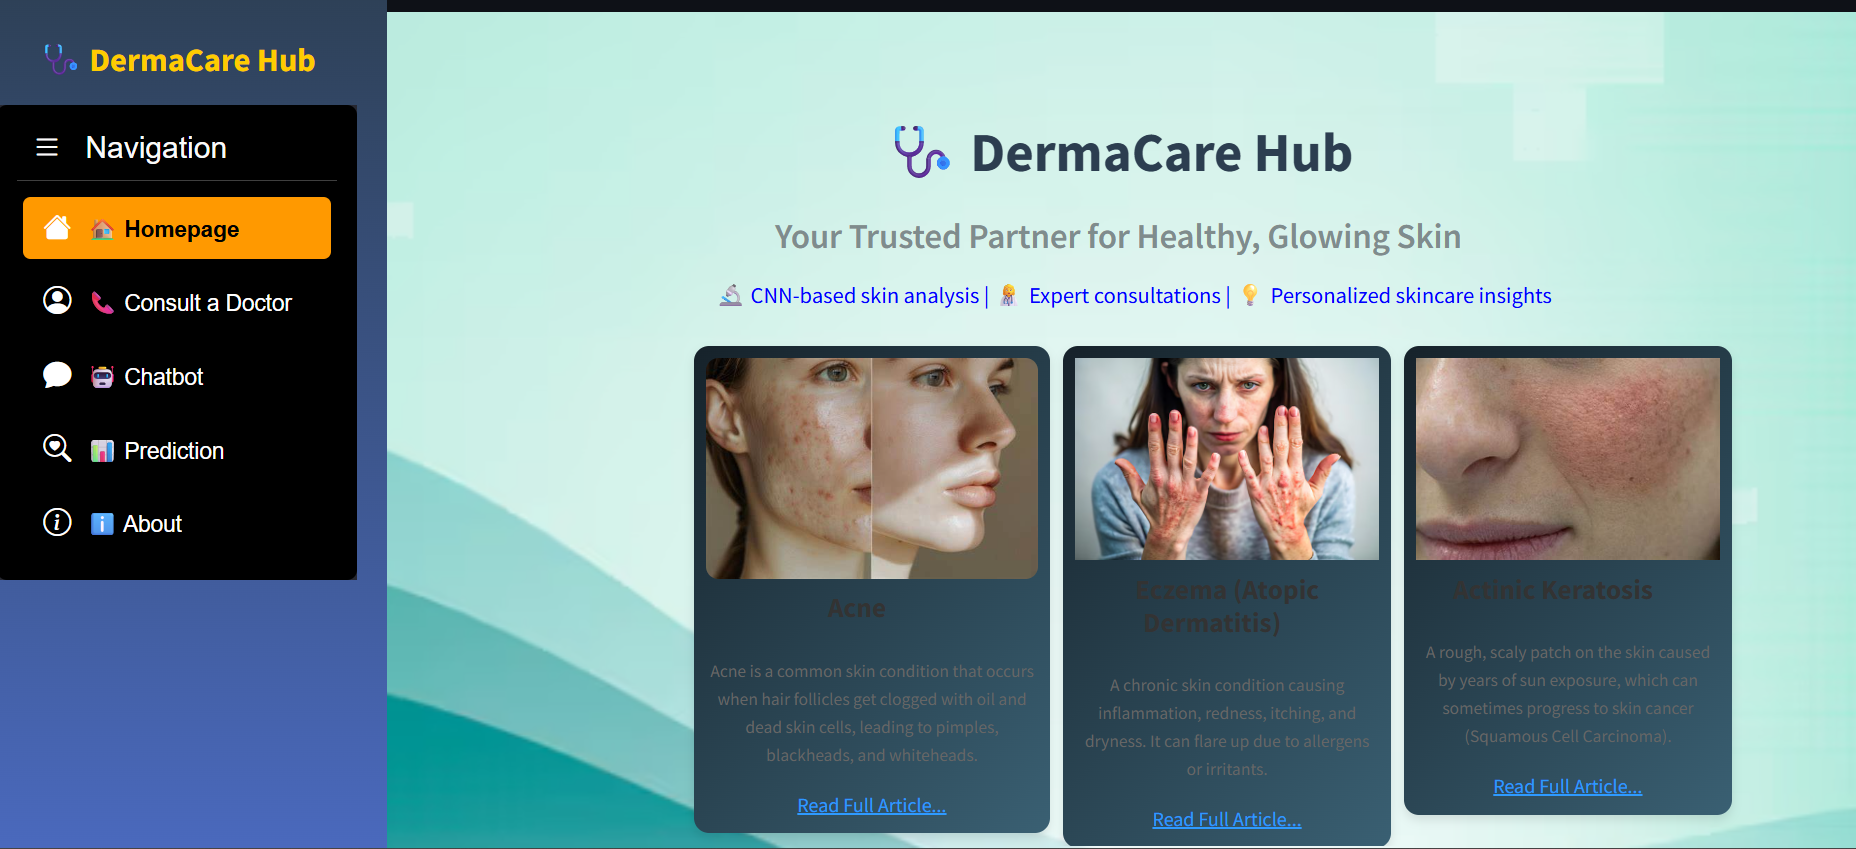 DermaCare Hub
Navigation
Homepage
Consult a Doctor
Chatbot
Prediction
About
DermaCare Hub
Your Trusted Partner for Healthy, Glowing Skin
CNN-based skin analysis | Expert consultations | Personalized skincare insights
Acne
Acne is a common skin condition that occurs
when hair follicles get clogged with oil and
dead skin cells, leading to pimples,
blackheads, and whiteheads.
Read Full Article...
Eczema (Atopic
Dermatitis)
A chronic skin condition causing
inflammation, redness, itching, and
dryness. It can flare up due to allergens
or irritants.
Read Full Article...
Actinic Keratosis
A rough, scaly patch on the skin caused
by years of sun exposure, which can
sometimes progress to skin cancer
(Squamous Cell Carcinoma).
Read Full Article...